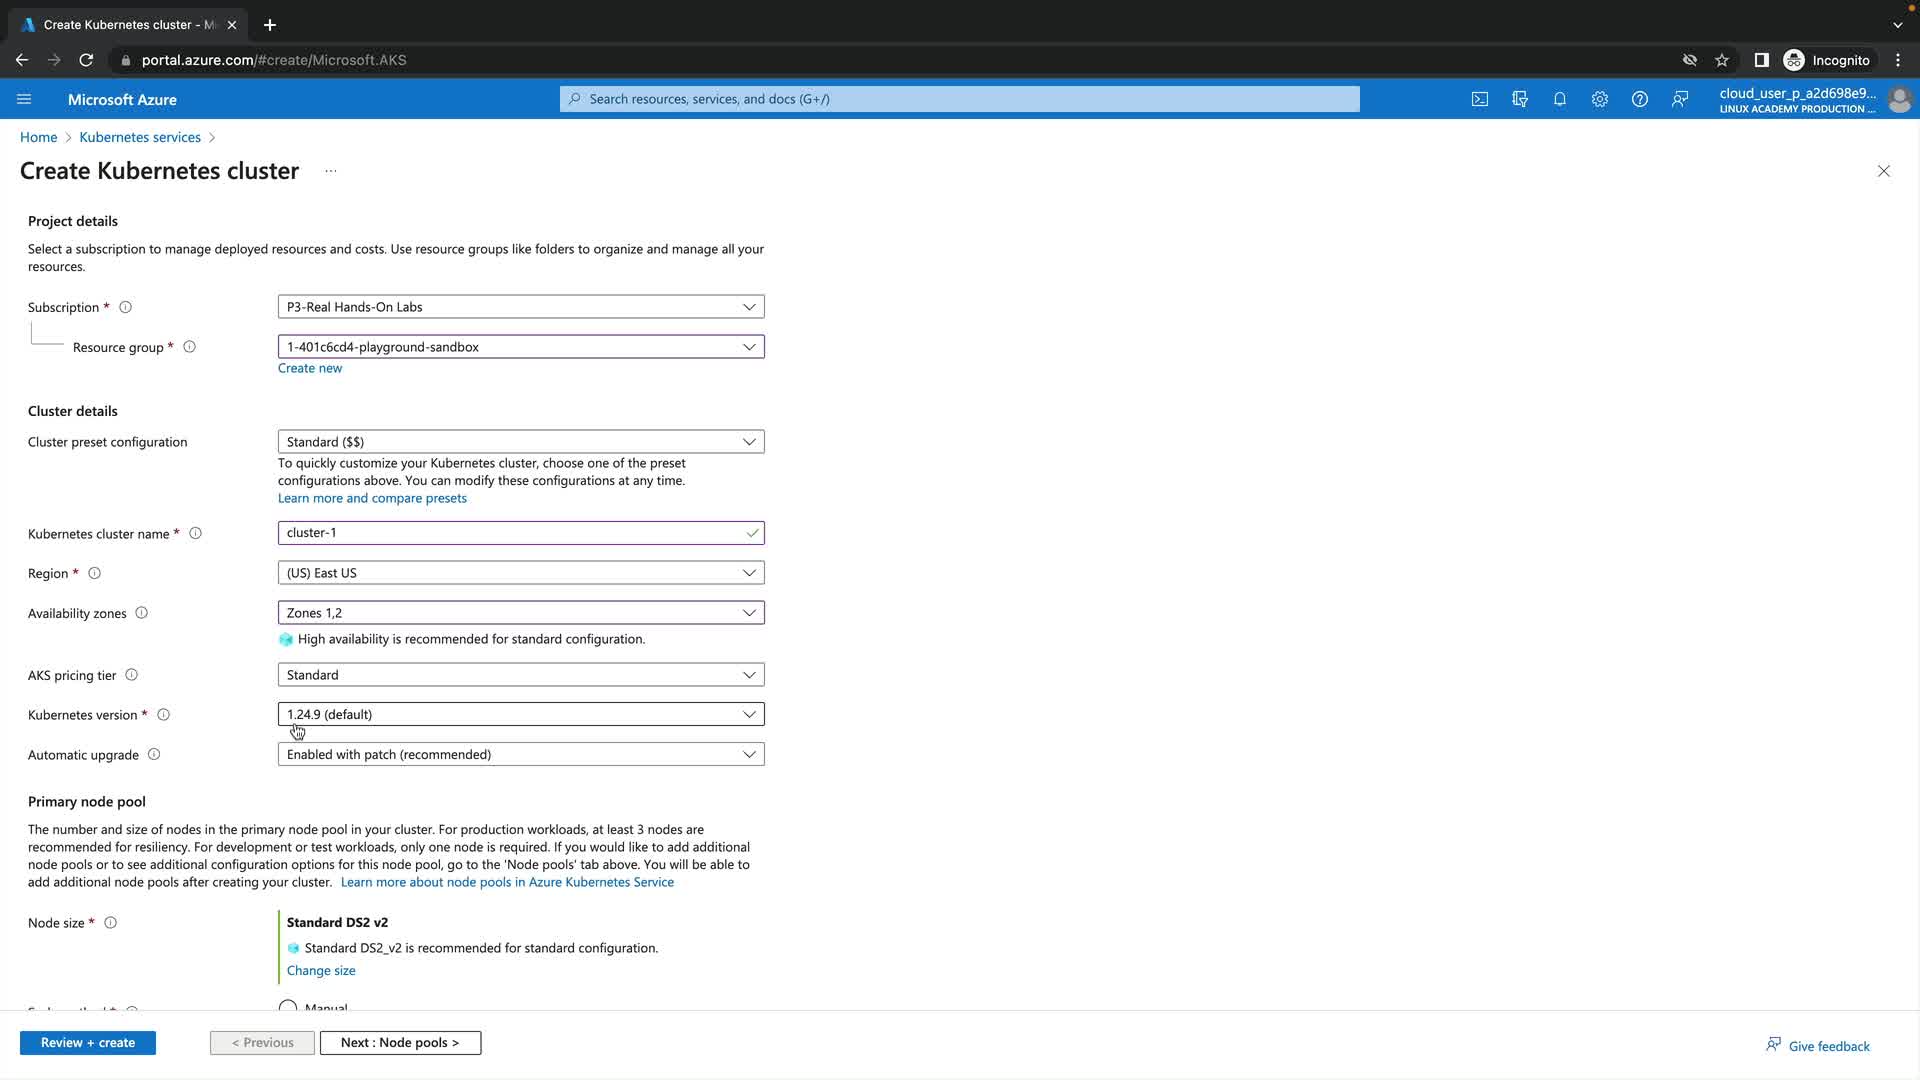 Create Kubernetes cluster - Mi
portal.azure.com/#create/Microsoft.AKS
Incognito
Microsoft Azure
Search resources, services, and docs (G+/)
cloud_user_p_a2d698e9...
LINUX ACADEMY PRODUCTION ...
Home > Kubernetes services >
Create Kubernetes cluster ...
Project details
Select a subscription to manage deployed resources and costs. Use resource groups like folders to organize and manage all your
resources.
Subscription *
P3-Real Hands-On Labs
Resource group *
1-401c6cd4-playground-sandbox
Create new
Cluster details
Cluster preset configuration
Standard ($$)
To quickly customize your Kubernetes cluster, choose one of the preset
configurations above. You can modify these configurations at any time.
Learn more and compare presets
Kubernetes cluster name *
cluster-1
Region *
(US) East US
Availability zones
Zones 1,2
High availability is recommended for standard configuration.
AKS pricing tier
Standard
Kubernetes version *
1.24.9 (default)
Automatic upgrade
Enabled with patch (recommended)
Primary node pool
The number and size of nodes in the primary node pool in your cluster. For production workloads, at least 3 nodes are
recommended for resiliency. For development or test workloads, only one node is required. If you would like to add additional
node pools or to see additional configuration options for this node pool, go to the 'Node pools' tab above. You will be able to
add additional node pools after creating your cluster. Learn more about node pools in Azure Kubernetes Service
Node size *
Standard DS2 v2
Standard DS2_v2 is recommended for standard configuration.
Change size
Manual
Review + create
< Previous
Next : Node pools >
Give feedback